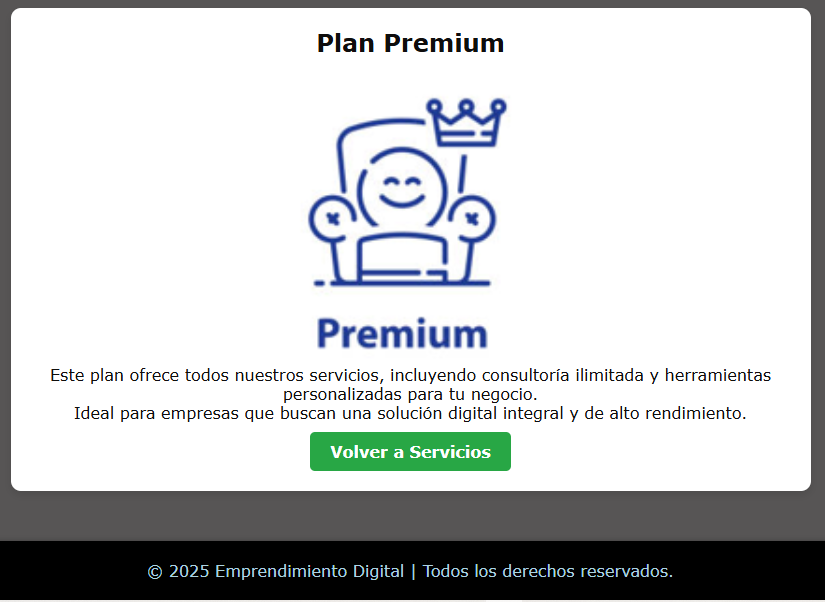 Plan Premium
Premium
Este plan ofrece todos nuestros servicios, incluyendo consultoría ilimitada y herramientas
personalizadas para tu negocio.
Ideal para empresas que buscan una solución digital integral y de alto rendimiento.
Volver a Servicios
© 2025 Emprendimiento Digital | Todos los derechos reservados.